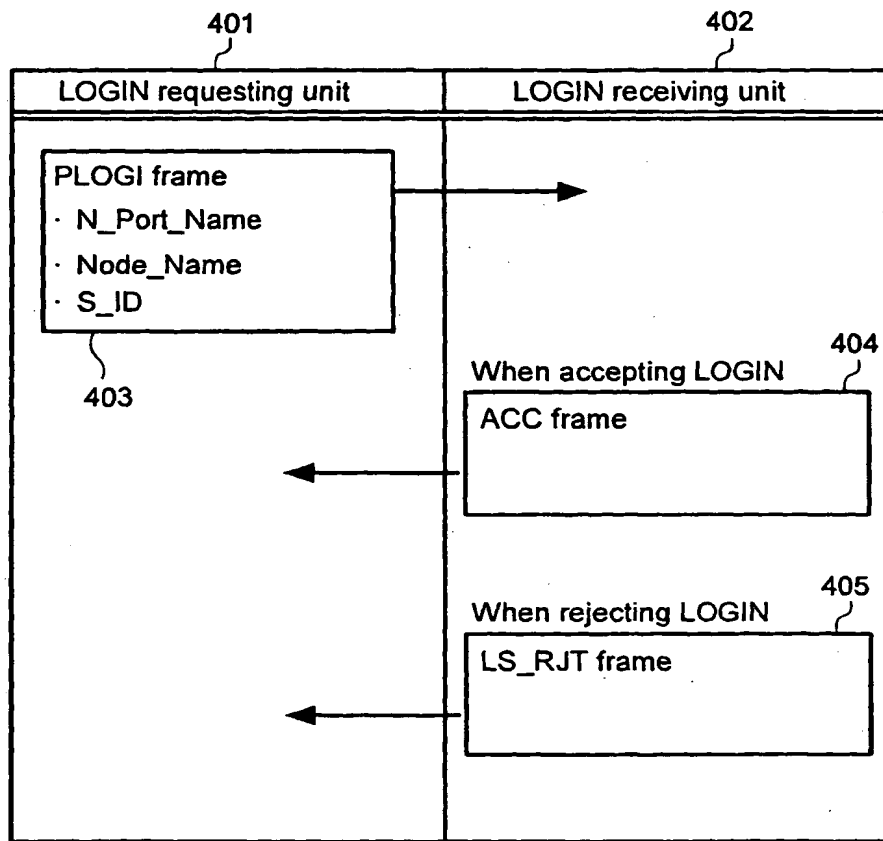 401
402
LOGIN requesting unit
LOGIN receiving unit
PLOGI frame
· N_Port_Name
· Node_Name
· S_ID
403
When accepting LOGIN
404
ACC frame
When rejecting LOGIN
405
LS_RJT frame